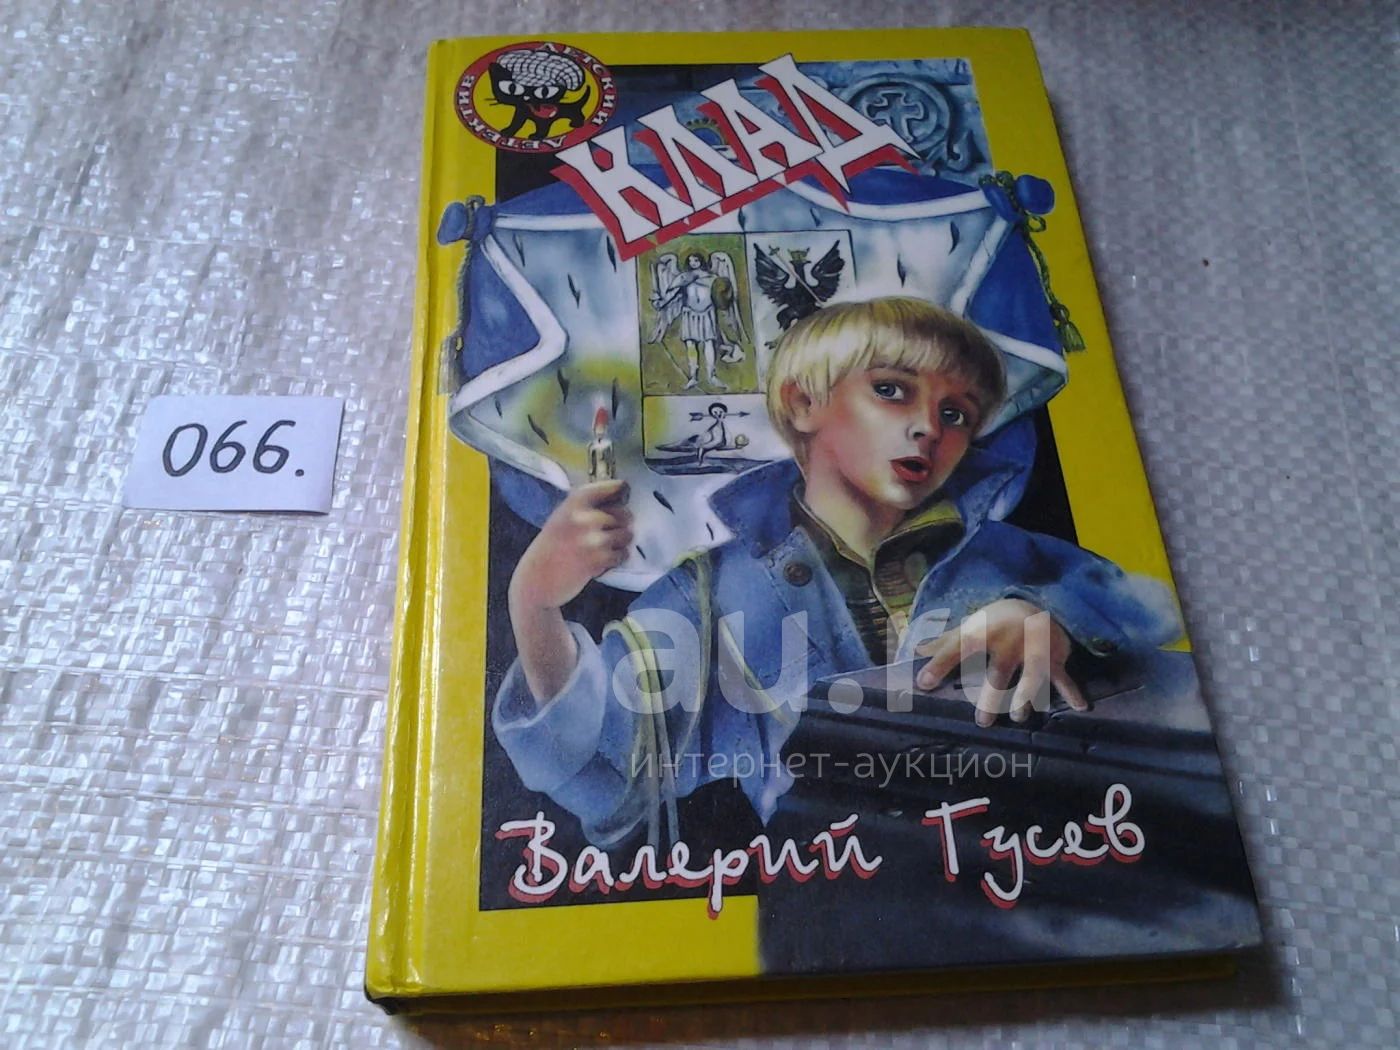 ДЕТСКИЙ ДЕТЕКТИВ
КЛАД
066.
au.ru
интернет-аукцион
Валерий Гусев